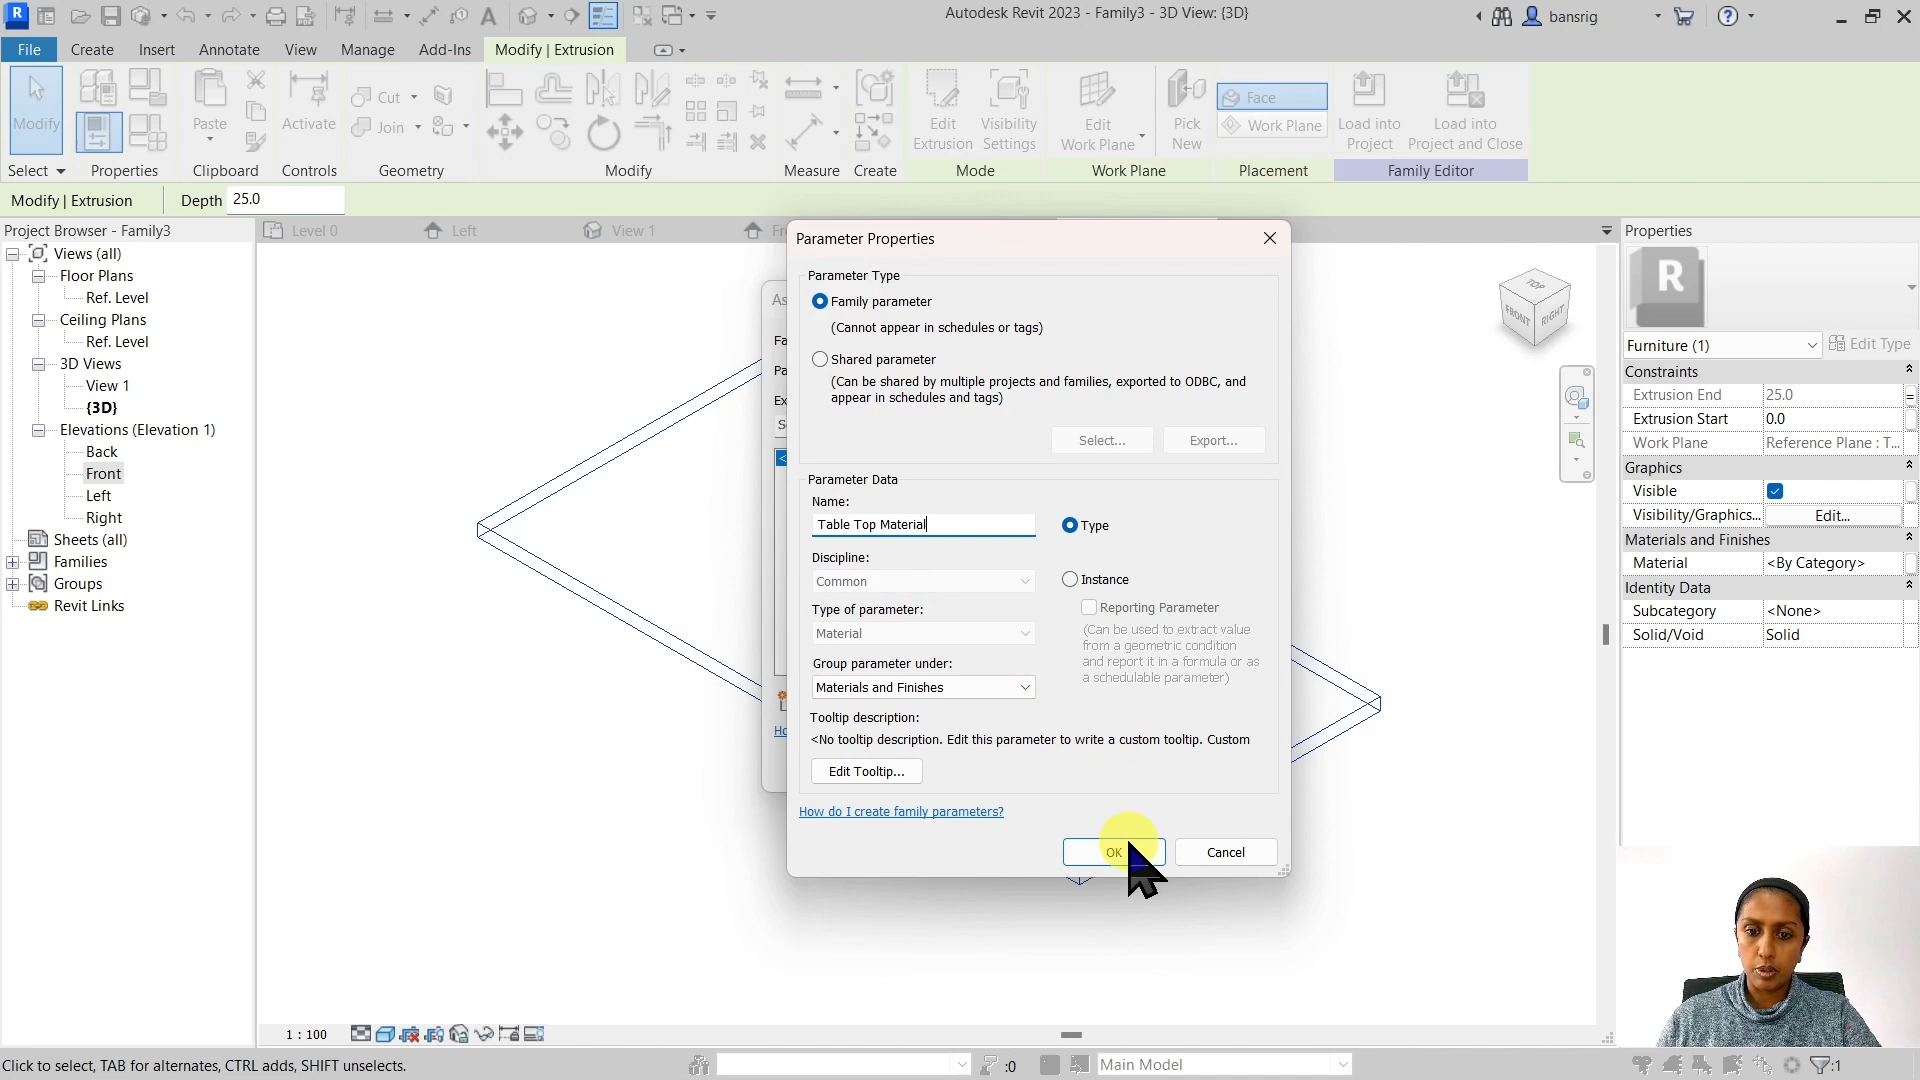 Autodesk Revit 2023 - Family3 - 3D View: {3D}
bansrig
File Create Insert Annotate View Manage Add-Ins Modify | Extrusion
Modify
Paste
Activate
Cut
Join
Edit Extrusion
Visibility Settings
Edit Work Plane
Pick New
Face
Work Plane
Load into Project
Load into Project and Close
Select Properties Clipboard Controls Geometry Modify Measure Create Mode Work Plane Placement Family Editor
Modify | Extrusion Depth 25.0
Project Browser - Family3
Views (all)
Floor Plans
Ref. Level
Ceiling Plans
Ref. Level
3D Views
View 1
{3D}
Elevations (Elevation 1)
Back
Front
Left
Right
Sheets (all)
Families
Groups
Revit Links
Level 0 Left View 1
Parameter Properties
Parameter Type
Family parameter
(Cannot appear in schedules or tags)
Shared parameter
(Can be shared by multiple projects and families, exported to ODBC, and
appear in schedules and tags)
Select... Export...
Parameter Data
Name:
Table Top Material
Type
Discipline:
Common
Instance
Reporting Parameter
(Can be used to extract value
from a geometric condition
and report it in a formula or as
a schedulable parameter)
Type of parameter:
Material
Group parameter under:
Materials and Finishes
Tooltip description:
<No tooltip description. Edit this parameter to write a custom tooltip. Custom
Edit Tooltip...
How do I create family parameters?
OK Cancel
TOP
FRONT RIGHT
Properties
R
Furniture (1) Edit Type
Constraints
Extrusion End 25.0
Extrusion Start 0.0
Work Plane Reference Plane : T...
Graphics
Visible
Visibility/Graphics... Edit...
Materials and Finishes
Material <By Category>
Identity Data
Subcategory <None>
Solid/Void Solid
1 : 100
Click to select, TAB for alternates, CTRL adds, SHIFT unselects.
:0
Main Model
:1